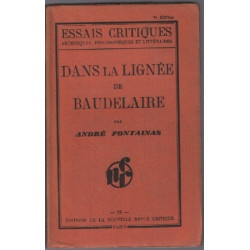 ESSAIS CRITIQUES
ARTISTIQUES, PHILOSOPHIQUES ET LITTÉRAIRES
DANS LA LIGNÉE
DE
BAUDELAIRE
PAR
ANDRÉ FONTAINAS
ÉDITIONS DE LA NOUVELLE REVUE CRITIQUE
PARIS